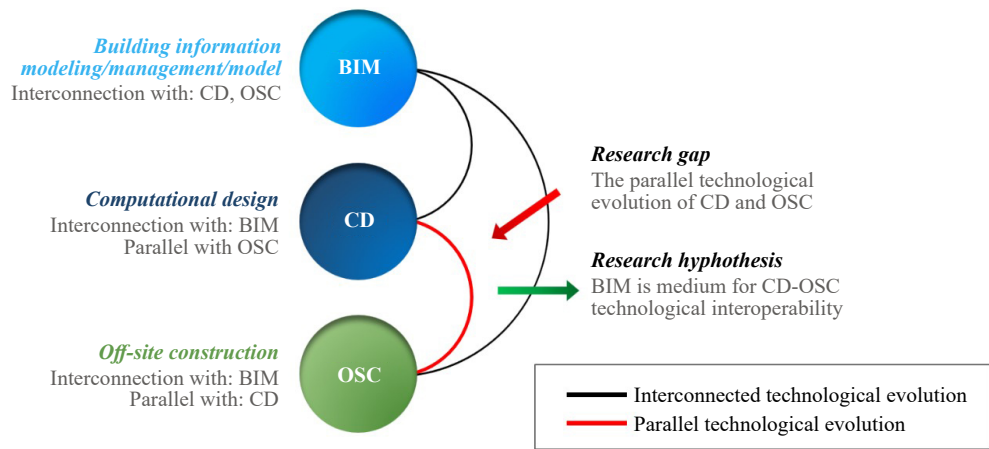 Building information
modeling/management/model
Interconnection with: CD, OSC
BIM
Computational design
Interconnection with: BIM
Parallel with OSC
CD
Off-site construction
Interconnection with: BIM
Parallel with: CD
OSC
Research gap
The parallel technological
evolution of CD and OSC
Research hyphothesis
BIM is medium for CD-OSC
technological interoperability
Interconnected technological evolution
Parallel technological evolution